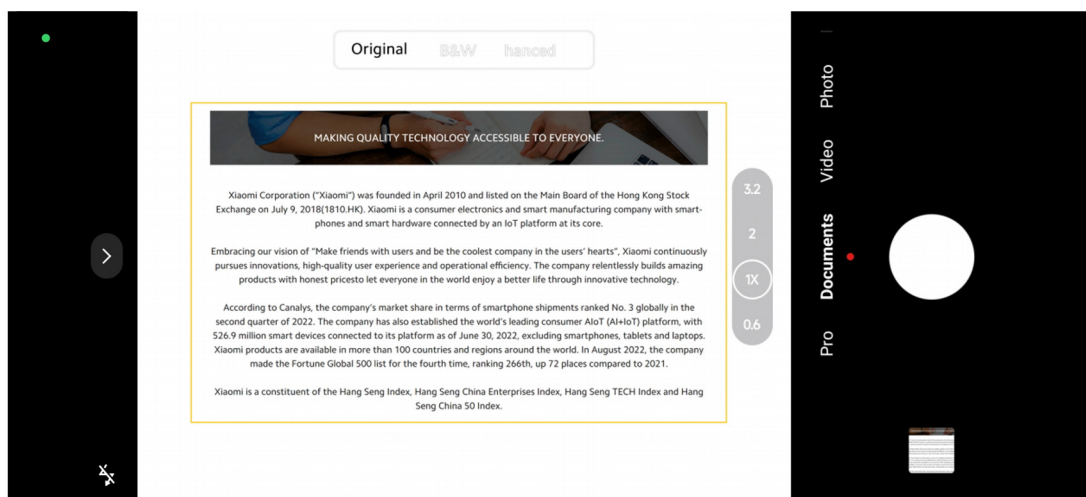 Original B&W hanced
MAKING QUALITY TECHNOLOGY ACCESSIBLE TO EVERYONE.
Xiaomi Corporation ("Xiaomi") was founded in April 2010 and listed on the Main Board of the Hong Kong Stock
Exchange on July 9, 2018(1810.HK). Xiaomi is a consumer electronics and smart manufacturing company with smart-
phones and smart hardware connected by an IoT platform at its core.
Embracing our vision of "Make friends with users and be the coolest company in the users' hearts", Xiaomi continuously
pursues innovations, high-quality user experience and operational efficiency. The company relentlessly builds amazing
products with honest pricesto let everyone in the world enjoy a better life through innovative technology.
According to Canalys, the company's market share in terms of smartphone shipments ranked No. 3 globally in the
second quarter of 2022. The company has also established the world's leading consumer AIoT (AI+IoT) platform, with
526.9 million smart devices connected to its platform as of June 30, 2022, excluding smartphones, tablets and laptops.
Xiaomi products are available in more than 100 countries and regions around the world. In August 2022, the company
made the Fortune Global 500 list for the fourth time, ranking 266th, up 72 places compared to 2021.
Xiaomi is a constituent of the Hang Seng Index, Hang Seng China Enterprises Index, Hang Seng TECH Index and Hang
Seng China 50 Index.
3.2
2
1X
0.6
Photo
Video
Documents
Pro